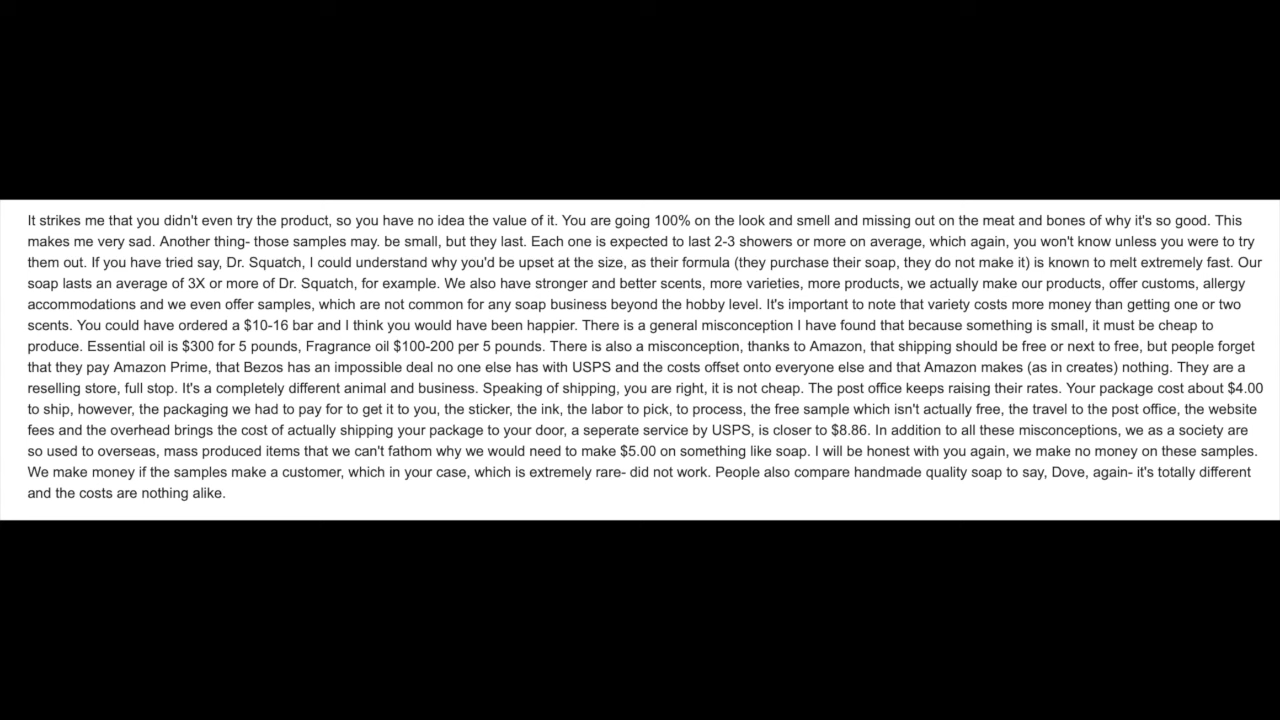 It strikes me that you didn't even try the product, so you have no idea the value of it. You are going 100% on the look and smell and missing out on the meat and bones of why it's so good. This
makes me very sad. Another thing- those samples may. be small, but they last. Each one is expected to last 2-3 showers or more on average, which again, you won't know unless you were to try
them out. If you have tried say, Dr. Squatch, I could understand why you'd be upset at the size, as their formula (they purchase their soap, they do not make it) is known to melt extremely fast. Our
soap lasts an average of 3X or more of Dr. Squatch, for example. We also have stronger and better scents, more varieties, more products, we actually make our products, offer customs, allergy
accommodations and we even offer samples, which are not common for any soap business beyond the hobby level. It's important to note that variety costs more money than getting one or two
scents. You could have ordered a $10-16 bar and I think you would have been happier. There is a general misconception I have found that because something is small, it must be cheap to
produce. Essential oil is $300 for 5 pounds, Fragrance oil $100-200 per 5 pounds. There is also a misconception, thanks to Amazon, that shipping should be free or next to free, but people forget
that they pay Amazon Prime, that Bezos has an impossible deal no one else has with USPS and the costs offset onto everyone else and that Amazon makes (as in creates) nothing. They are a
reselling store, full stop. It's a completely different animal and business. Speaking of shipping, you are right, it is not cheap. The post office keeps raising their rates. Your package cost about $4.00
to ship, however, the packaging we had to pay for to get it to you, the sticker, the ink, the labor to pick, to process, the free sample which isn't actually free, the travel to the post office, the website
fees and the overhead brings the cost of actually shipping your package to your door, a seperate service by USPS, is closer to $8.86. In addition to all these misconceptions, we as a society are
so used to overseas, mass produced items that we can't fathom why we would need to make $5.00 on something like soap. I will be honest with you again, we make no money on these samples.
We make money if the samples make a customer, which in your case, which is extremely rare- did not work. People also compare handmade quality soap to say, Dove, again- it's totally different
and the costs are nothing alike.